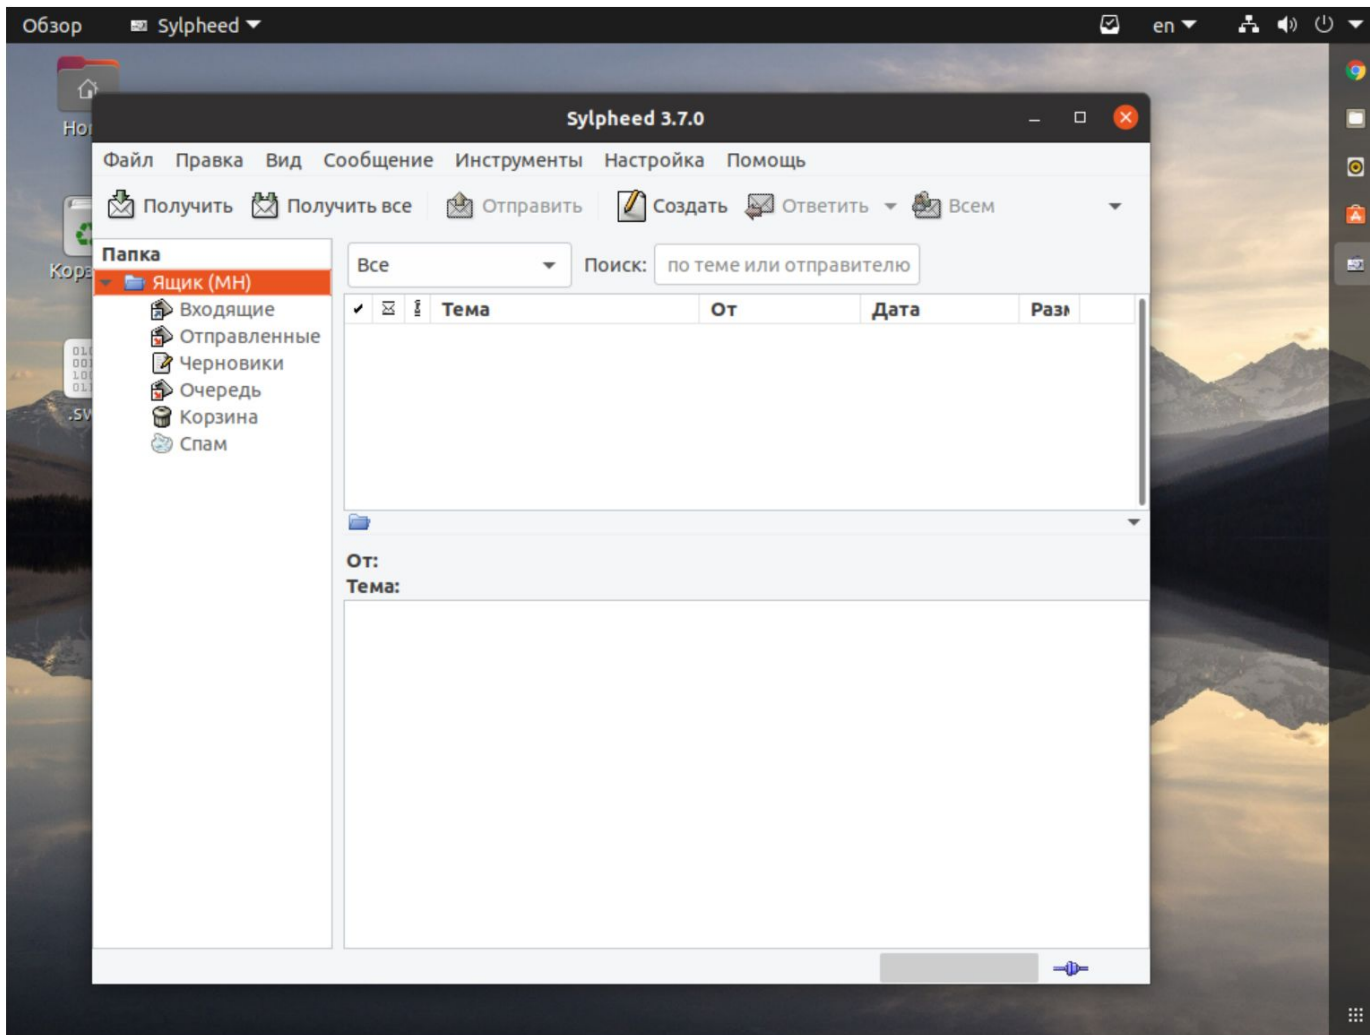 Обзор Sylpheed en
Sylpheed 3.7.0
Файл Правка Вид Сообщение Инструменты Настройка Помощь
Получить Получить все Отправить Создать Ответить Всем
Папка
Все Поиск: по теме или отправителю
Ящик (MH)
Тема От Дата
Входящие
Отправленные
Черновики
Очередь
Корзина
Спам
От:
Тема: